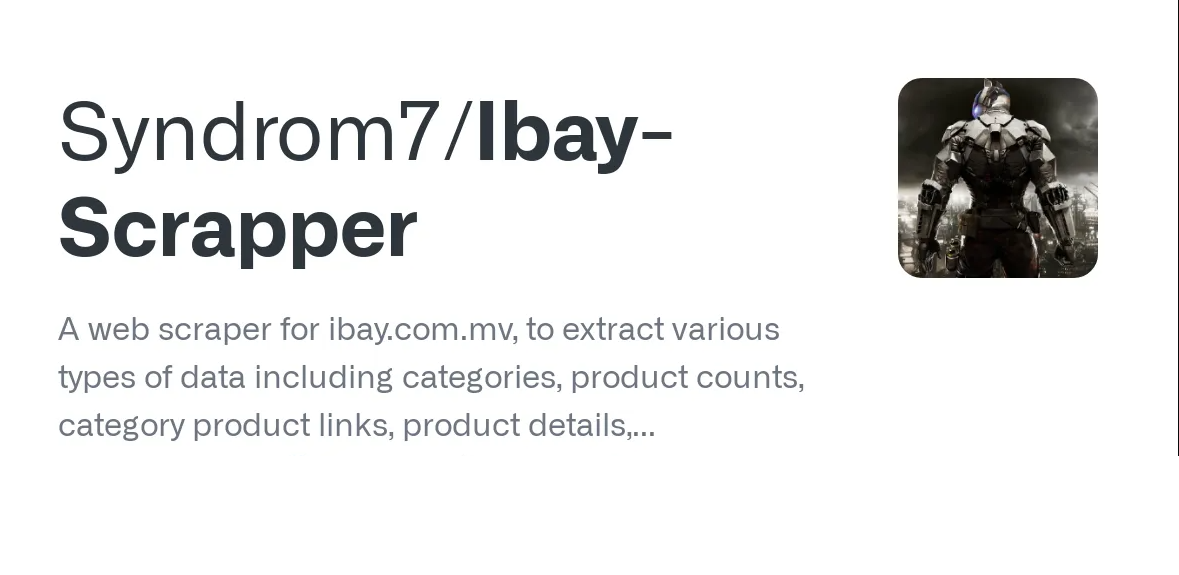 Syndrom7/Ibay-
Scrapper
A web scraper for ibay.com.mv, to extract various
types of data including categories, product counts,
category product links, product details,...